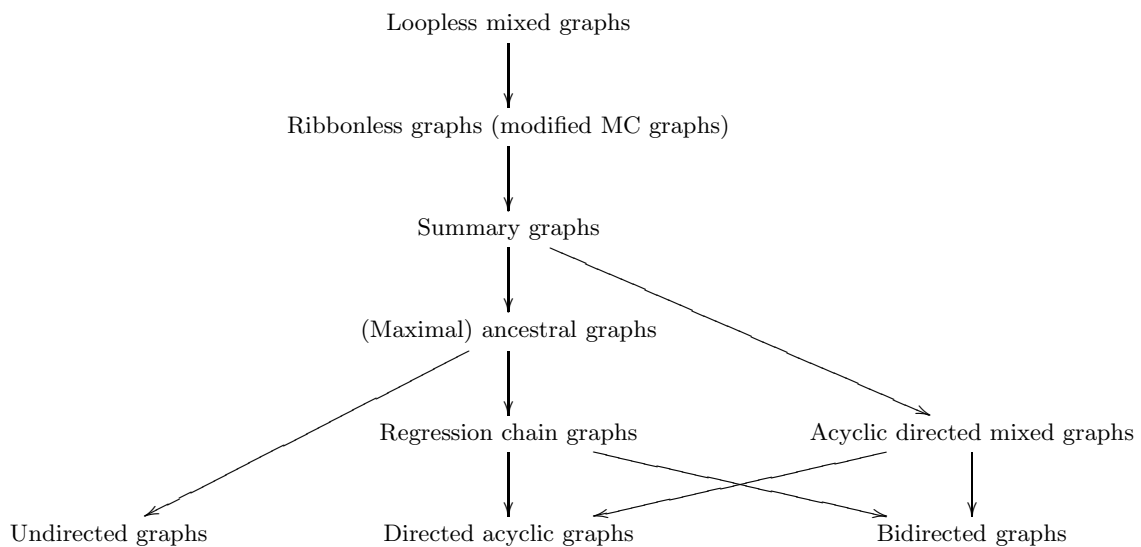 Loopless mixed graphs
Ribbonless graphs (modified MC graphs)
Summary graphs
(Maximal) ancestral graphs
Regression chain graphs
Acyclic directed mixed graphs
Undirected graphs
Directed acyclic graphs
Bidirected graphs